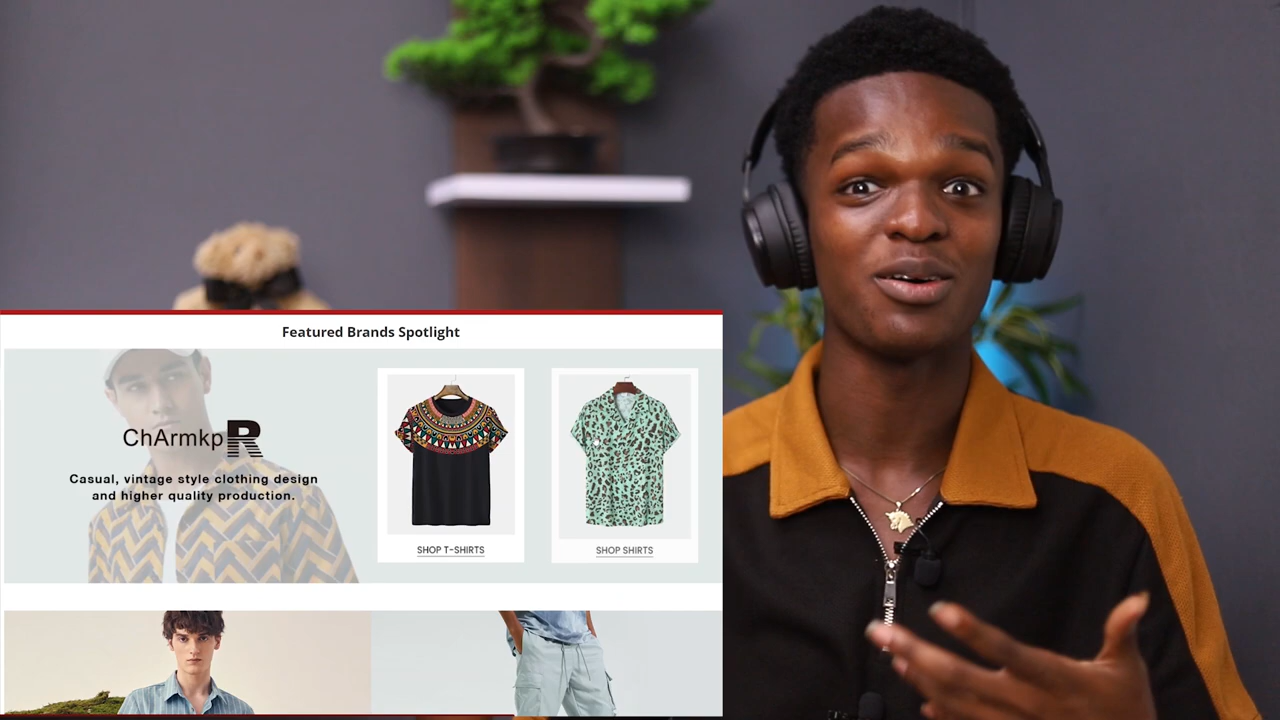 Featured Brands Spotlight
ChArmkpR
Casual, vintage style clothing design
and higher quality production.
SHOP T-SHIRTS
SHOP SHIRTS